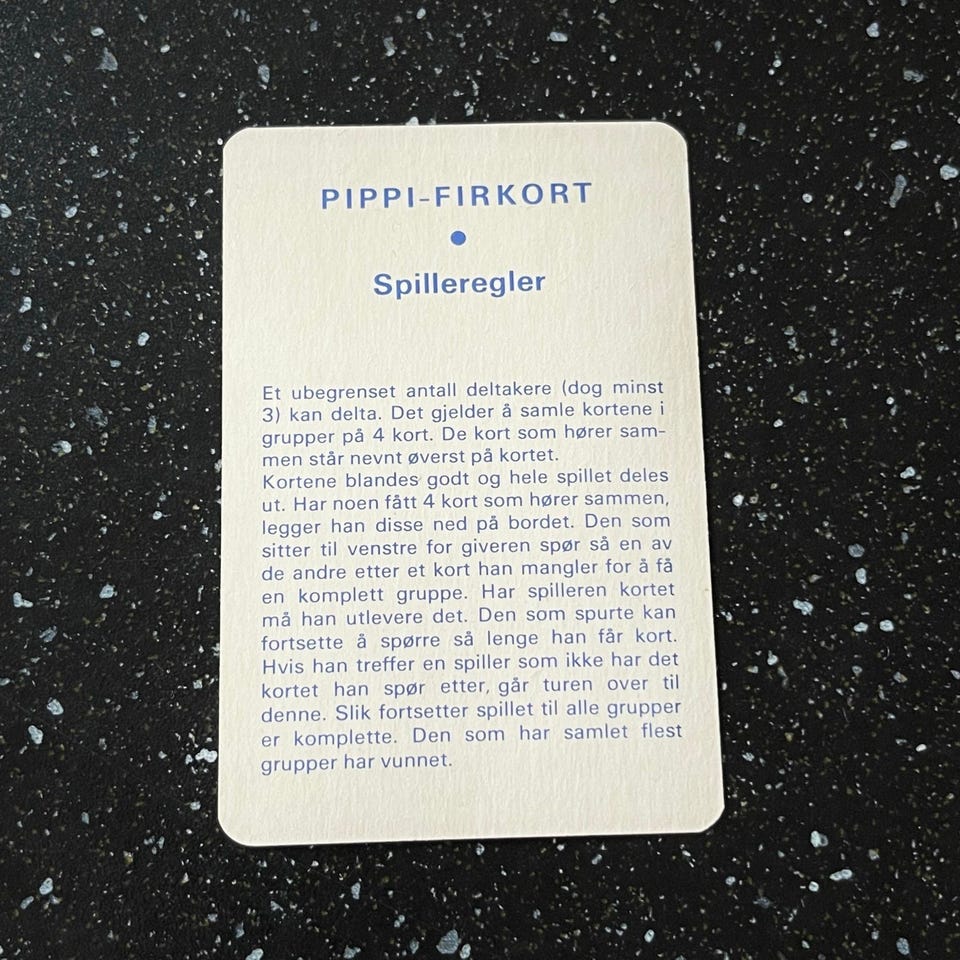 PIPPI-FIRKORT
Spilleregler
Et ubegrenset antall deltakere (dog minst
3) kan delta. Det gjelder å samle kortene i
grupper på 4 kort. De kort som hører sam-
men står nevnt øverst på kortet.
Kortene blandes godt og hele spillet deles
ut. Har noen fått 4 kort som hører sammen,
legger han disse ned på bordet. Den som
sitter til venstre for giveren spør så en av
de andre etter et kort han mangler for å få
en komplett gruppe. Har spilleren kortet
må han utlevere det. Den som spurte kan
fortsette å spørre så lenge han får kort.
Hvis han treffer en spiller som ikke har det
kortet han spør etter, går turen over til
denne. Slik fortsetter spillet til alle grupper
er komplette. Den som har samlet flest
grupper har vunnet.